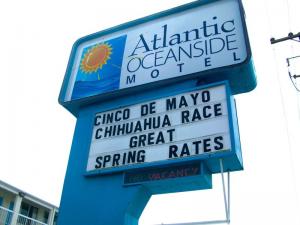 Atlantic
OCEANSIDE
MOTEL
CINCO DE MAYO
CHIHUAHUA RACE
GREAT
SPRING RATES
VACANCY